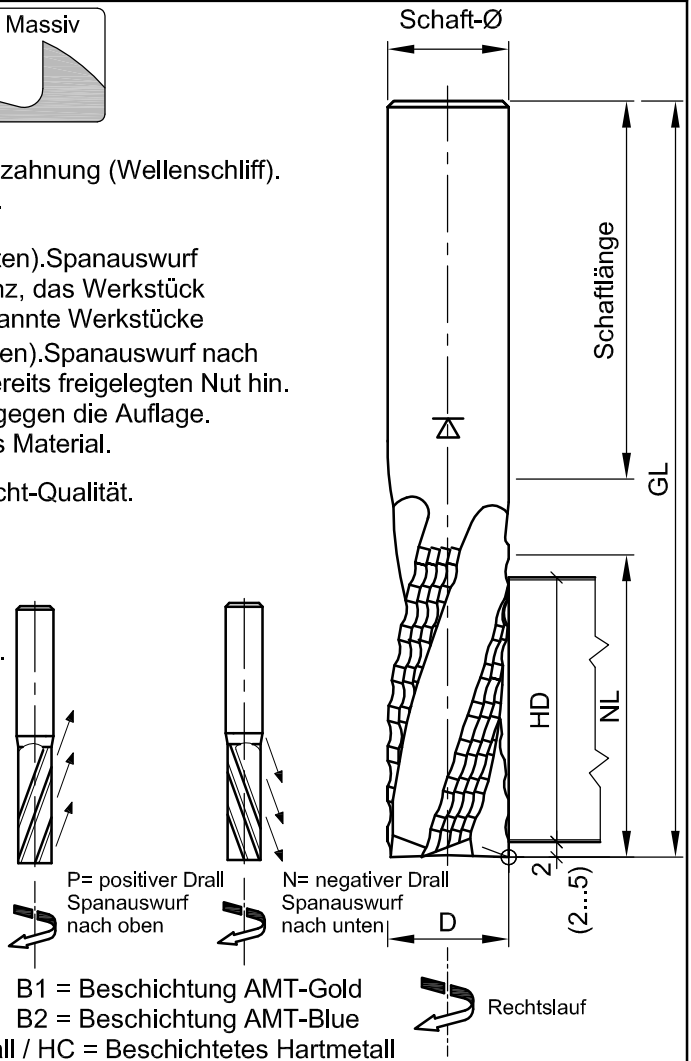 Massiv
Schaft-Ø
zahnung (Wellenschliff).
.
ten).Spanauswurf
nz, das Werkstück
annte Werkstücke
en).Spanauswurf nach
ereits freigelegten Nut hin.
gegen die Auflage.
s Material.
cht-Qualität.
.
Schaftlänge
GL
HD
NL
2
(2...5)
D
P= positiver Drall
Spanauswurf
nach oben
N= negativer Drall
Spanauswurf
nach unten
B1 = Beschichtung AMT-Gold
B2 = Beschichtung AMT-Blue
all / HC = Beschichtetes Hartmetall
Rechtslauf